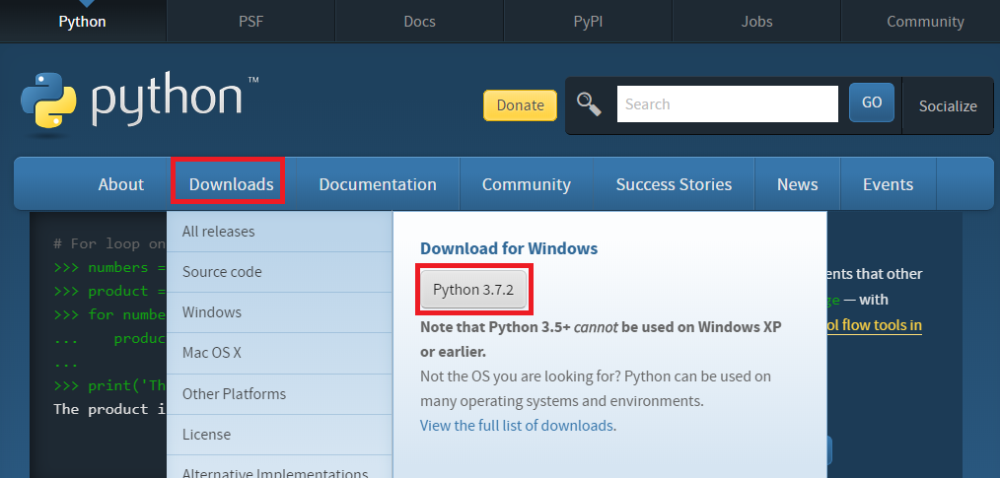 Python
PSF
Docs
PyPI
Jobs
Community
python™
Donate
Search
GO
Socialize
About
Downloads
Documentation
Community
Success Stories
News
Events
All releases
Source code
Windows
Mac OS X
Other Platforms
License
Alternative Implementations
Download for Windows
Python 3.7.2
Note that Python 3.5+ cannot be used on Windows XP
or earlier.
Not the OS you are looking for? Python can be used on
many operating systems and environments.
View the full list of downloads.
# For loop on
>>> numbers =
>>> product =
>>> for numbe
...    produc
...
>>> print('Th
The product i
ents that other
ge — with
ol flow tools in